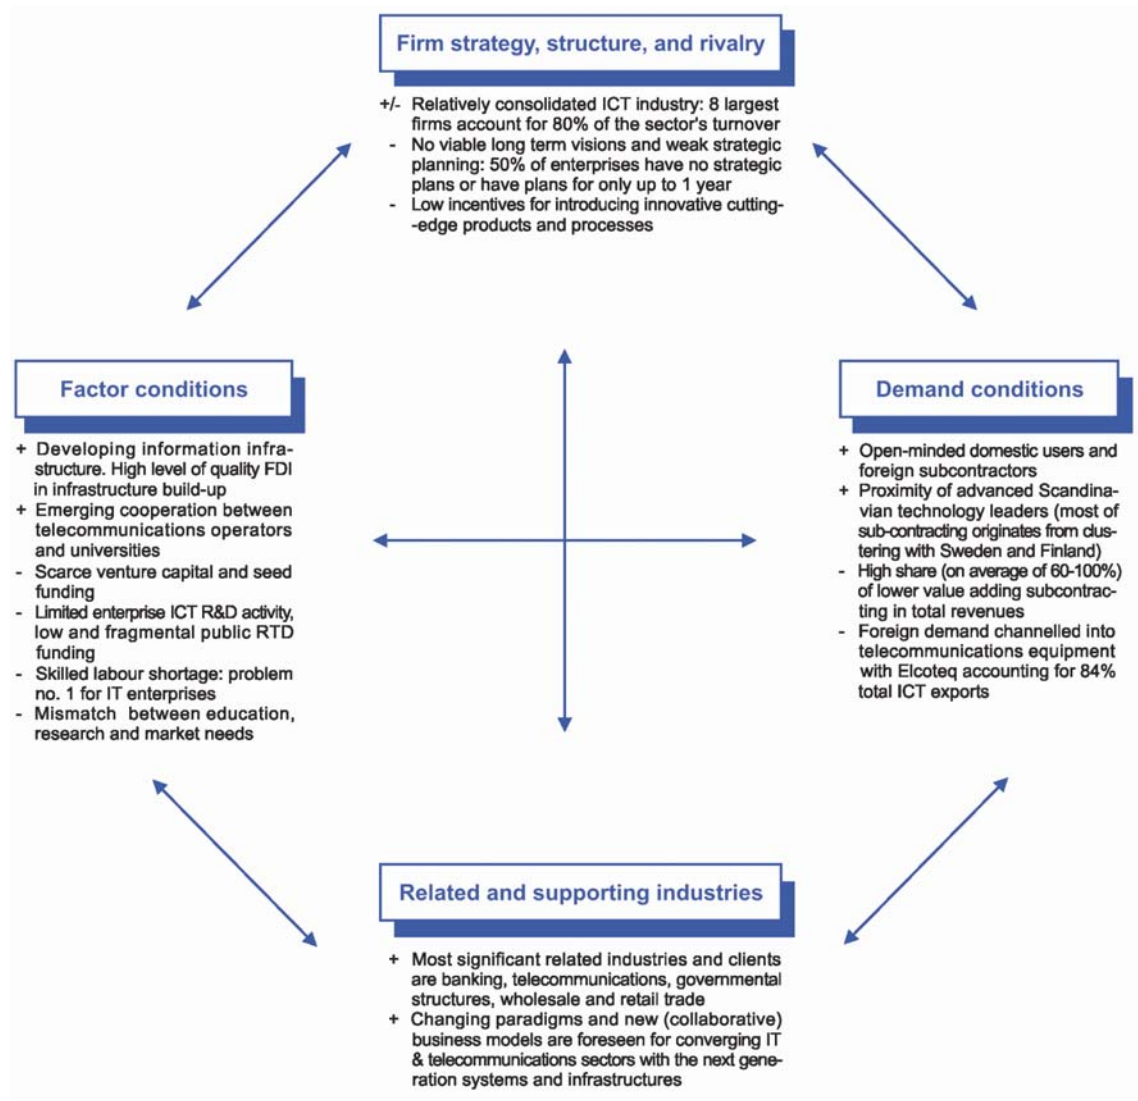 Firm strategy, structure, and rivalry
+/- Relatively consolidated ICT industry: 8 largest
firms account for 80% of the sector's turnover
- No viable long term visions and weak strategic
planning: 50% of enterprises have no strategic
plans or have plans for only up to 1 year
- Low incentives for introducing innovative cutting-
-edge products and processes
Factor conditions
+ Developing information infra-
structure. High level of quality FDI
in infrastructure build-up
+ Emerging cooperation between
telecommunications operators
and universities
- Scarce venture capital and seed
funding
- Limited enterprise ICT R&D activity,
low and fragmental public RTD
funding
- Skilled labour shortage: problem
no. 1 for IT enterprises
- Mismatch between education,
research and market needs
Demand conditions
+ Open-minded domestic users and
foreign subcontractors
+ Proximity of advanced Scandina-
vian technology leaders (most of
sub-contracting originates from clus-
tering with Sweden and Finland)
- High share (on average of 60-100%)
of lower value adding subcontrac-
ting in total revenues
- Foreign demand channelled into
telecommunications equipment
with Elcoteq accounting for 84%
total ICT exports
Related and supporting industries
+ Most significant related industries and clients
are banking, telecommunications, governmental
structures, wholesale and retail trade
+ Changing paradigms and new (collaborative)
business models are foreseen for converging IT
& telecommunications sectors with the next gene-
ration systems and infrastructures